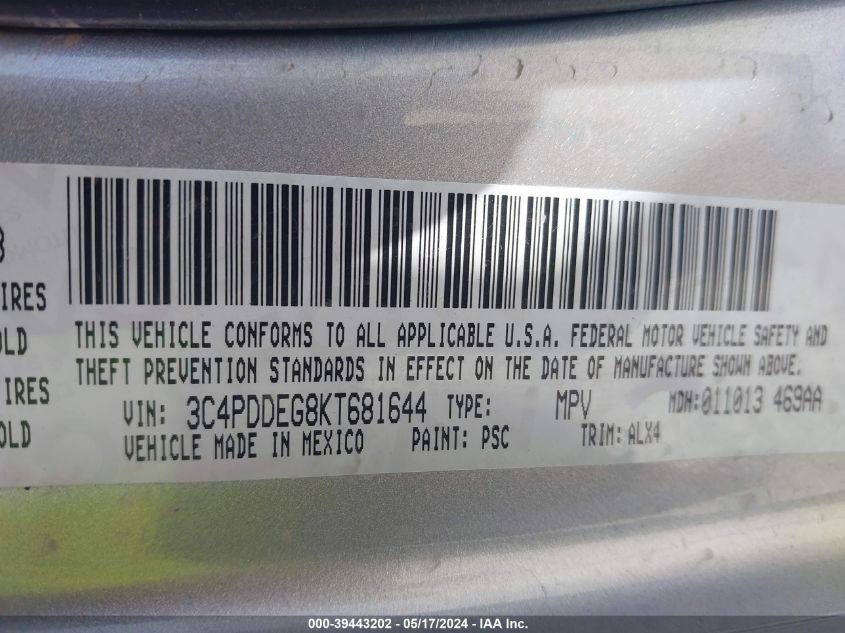 IRES
THIS VEHICLE CONFORMS TO ALL APPLICABLE U.S.A. FEDERAL MOTOR VEHICLE SAFETY AND
OLD
THEFT PREVENTION STANDARDS IN EFFECT ON THE DATE OF MANUFACTURE SHOWN ABOVE.
IRES
VIN: 3C4PDDEG8KT681644 TYPE: MPV MDH:011013 469AA
OLD
VEHICLE MADE IN MEXICO PAINT: PSC TRIM: ALX4
000-39443202 - 05/17/2024 - IAA Inc.